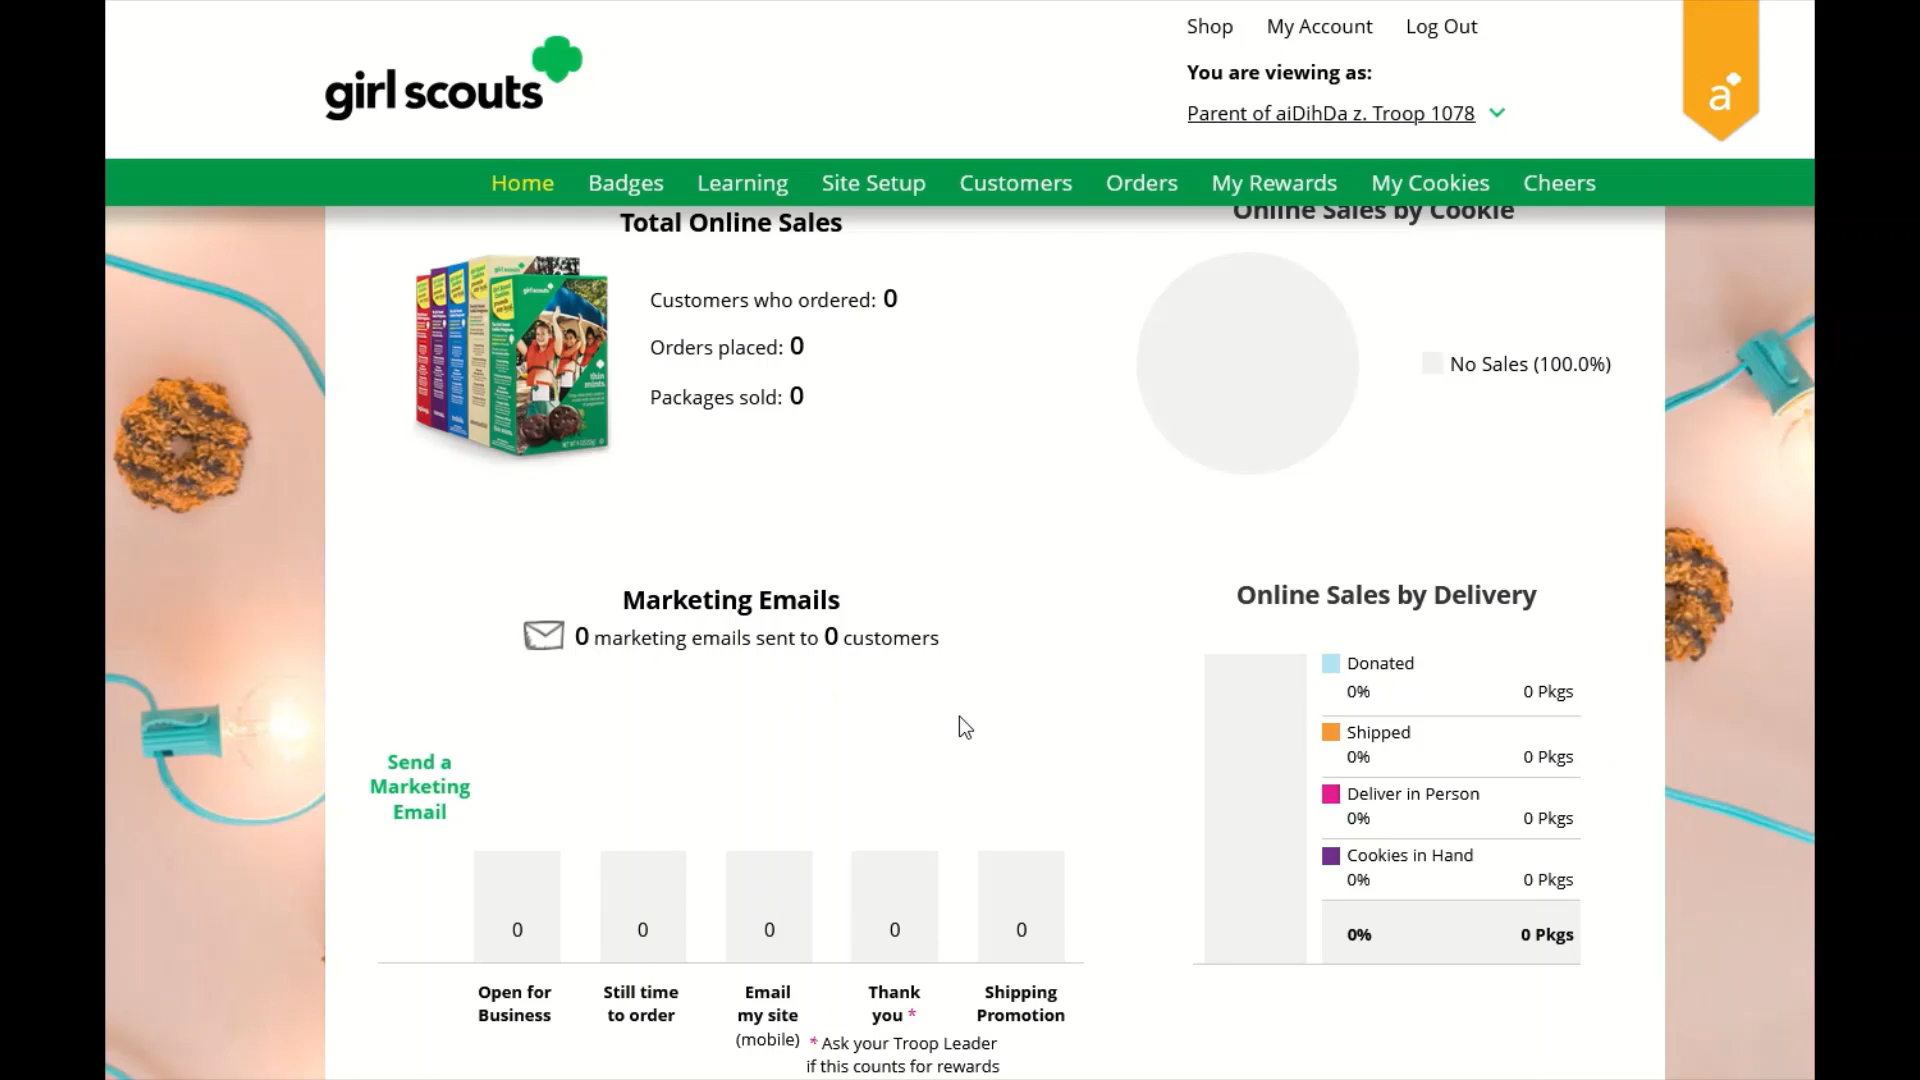 Shop My Account Log Out
girl scouts
You are viewing as:
Parent of aiDihDa z. Troop 1078
a
Home Badges Learning Site Setup Customers Orders My Rewards My Cookies Cheers
Total Online Sales
Customers who ordered: 0
Orders placed: 0
Packages sold: 0
girl scouts
thin mints
Online Sales by Cookie
No Sales (100.0%)
Marketing Emails
0 marketing emails sent to 0 customers
Send a
Marketing
Email
0 0 0 0 0
Open for
Business
Still time
to order
Email
my site
(mobile)
Thank
you *
Shipping
Promotion
* Ask your Troop Leader
if this counts for rewards
Online Sales by Delivery
Donated
0% 0 Pkgs
Shipped
0% 0 Pkgs
Deliver in Person
0% 0 Pkgs
Cookies in Hand
0% 0 Pkgs
0% 0 Pkgs